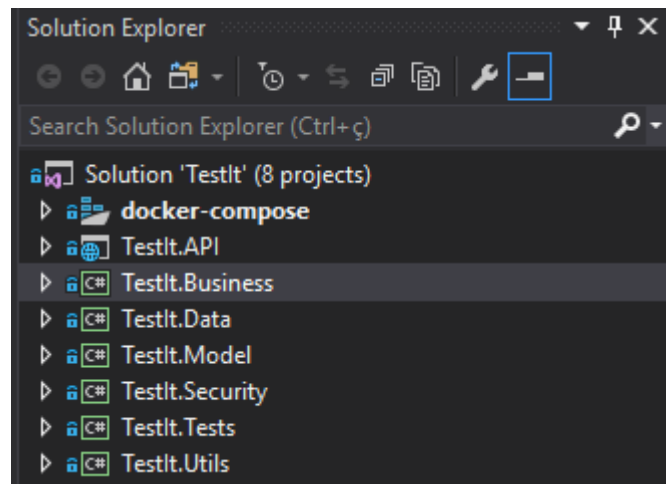 Solution Explorer
Search Solution Explorer (Ctrl+ç)
Solution 'TestIt' (8 projects)
docker-compose
TestIt.API
C# TestIt.Business
C# TestIt.Data
C# TestIt.Model
C# TestIt.Security
C# TestIt.Tests
C# TestIt.Utils